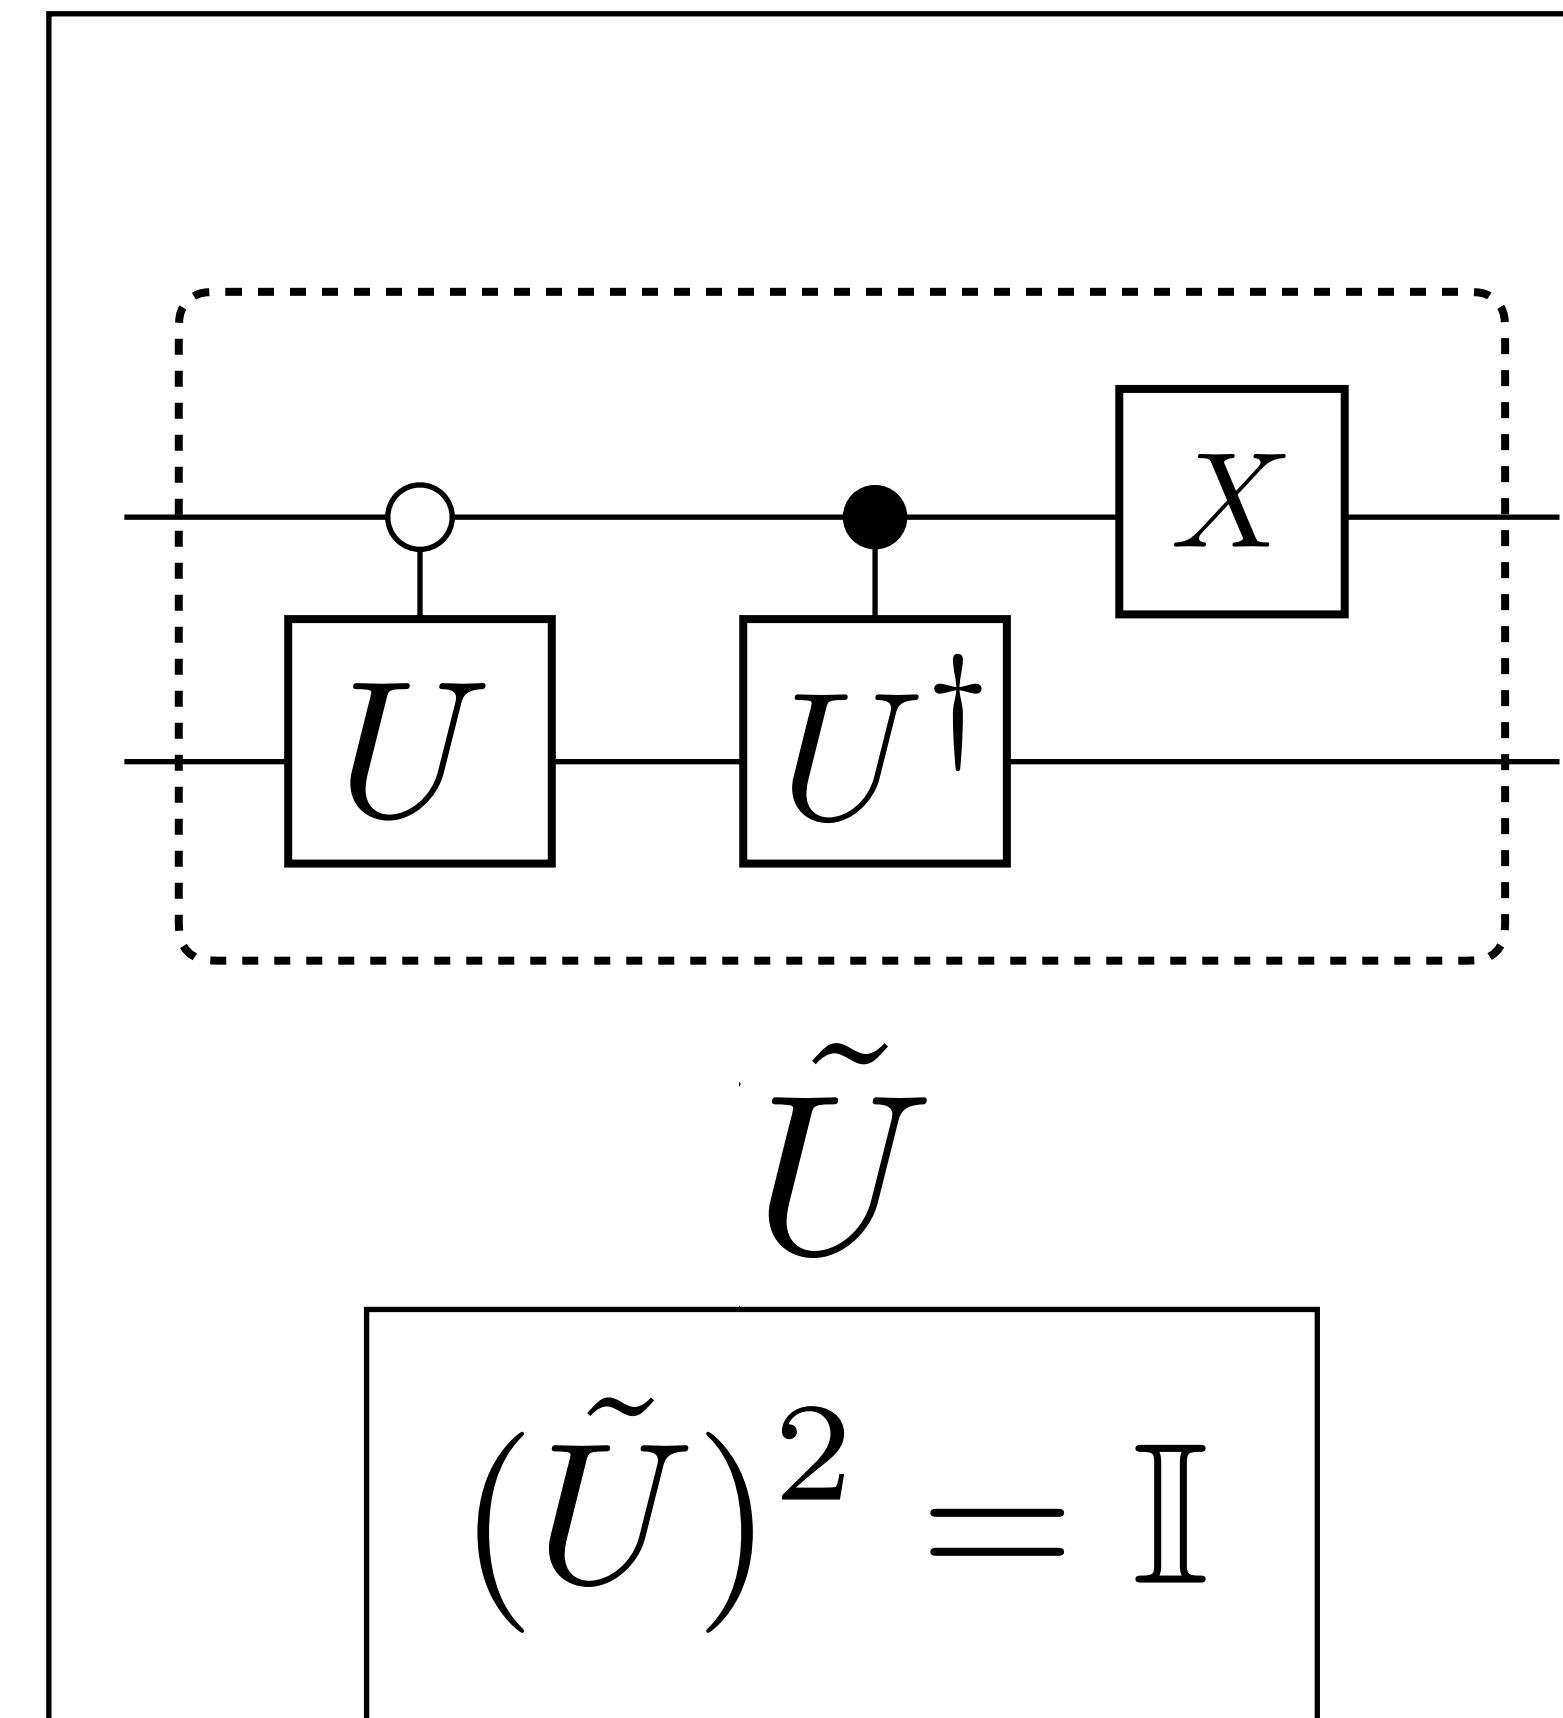 X
U U†
Ũ
(Ũ)² = 𝕀